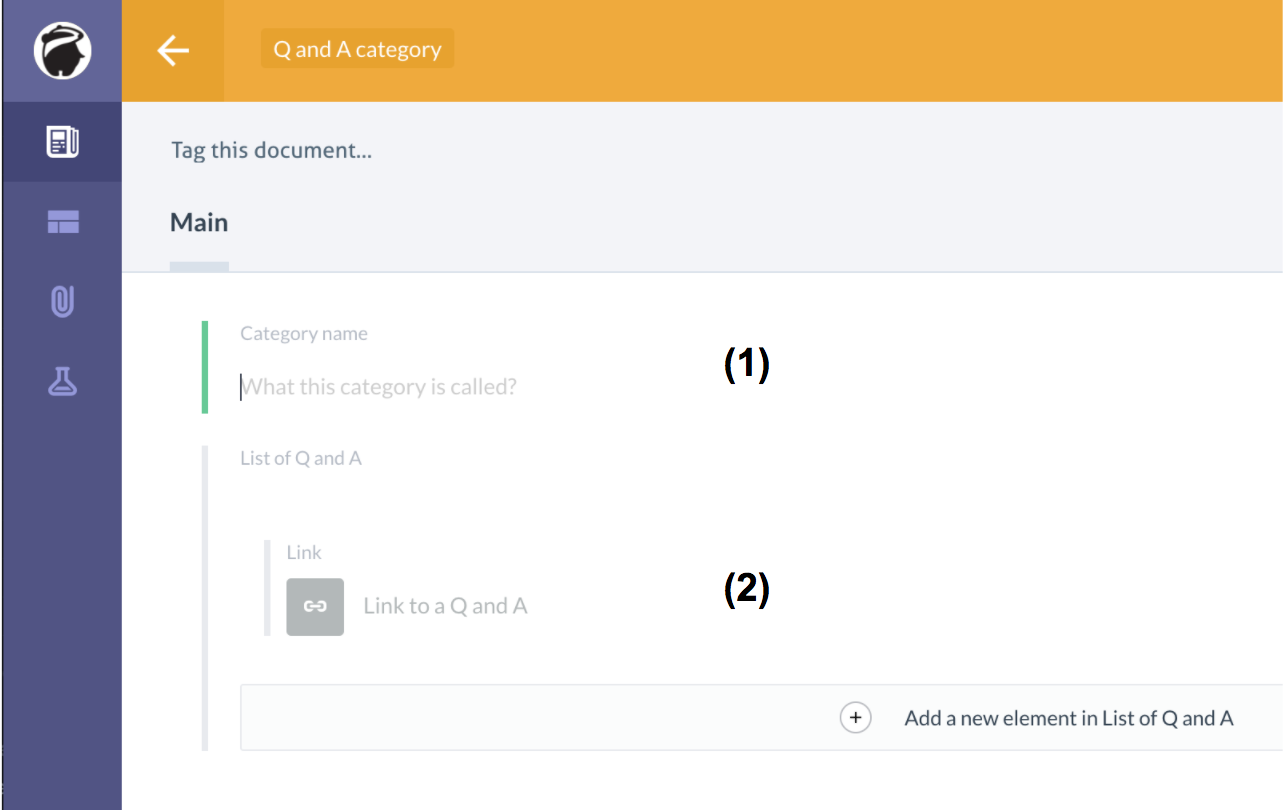 Q and A category
Tag this document...
Main
Category name
(1)
What this category is called?
List of Q and A
Link
(2)
Link to a Q and A
Add a new element in List of Q and A